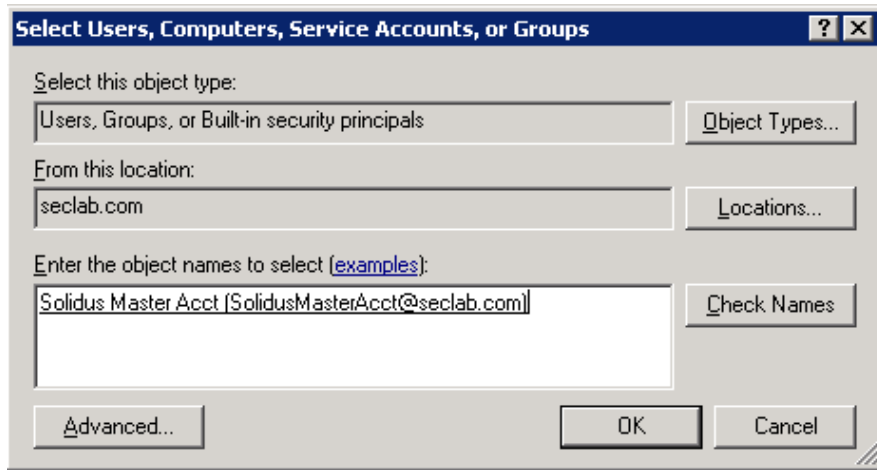 Select Users, Computers, Service Accounts, or Groups
Select this object type:
Users, Groups, or Built-in security principals
Object Types...
From this location:
seclab.com
Locations...
Enter the object names to select (examples):
Solidus Master Acct (SolidusMasterAcct@seclab.com)
Check Names
Advanced...
OK
Cancel